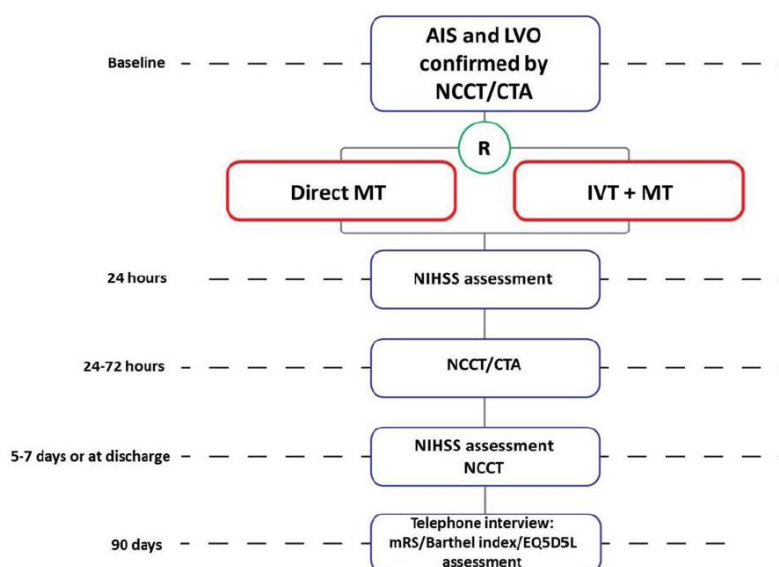 AIS and LVO
Baseline
confirmed by
NCCT/CTA
R
Direct MT
IVT + MT
24 hours
NIHSS assessment
24-72 hours
NCCT/CTA
5-7 days or at discharge
NIHSS assessment
NCCT
90 days
Telephone interview:
mRS/Barthel index/EQ5D5L
assessment